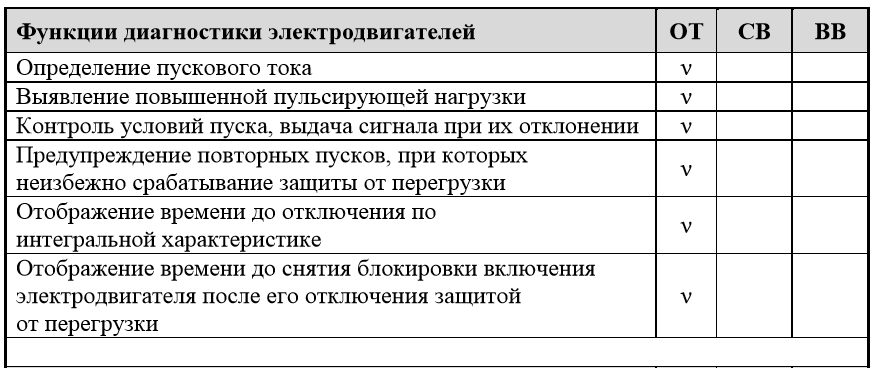 Функции диагностики электродвигателей ОТ СВ ВВ
Определение пускового тока ν
Выявление повышенной пульсирующей нагрузки ν
Контроль условий пуска, выдача сигнала при их отклонении ν
Предупреждение повторных пусков, при которых
неизбежно срабатывание защиты от перегрузки ν
Отображение времени до отключения по
интегральной характеристике ν
Отображение времени до снятия блокировки включения
электродвигателя после его отключения защитой ν
от перегрузки